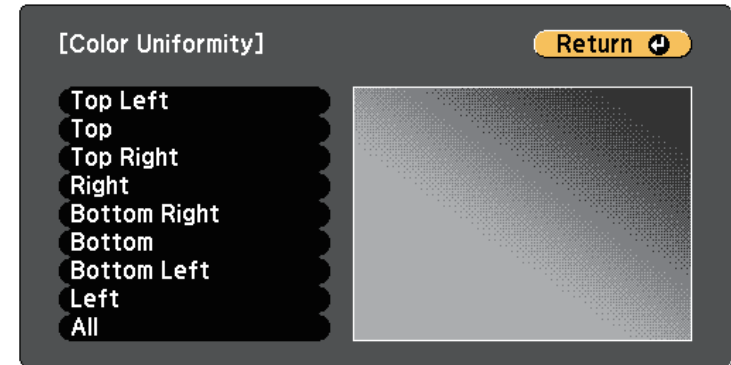 [Color Uniformity]
Return
Top Left
Top
Top Right
Right
Bottom Right
Bottom
Bottom Left
Left
All